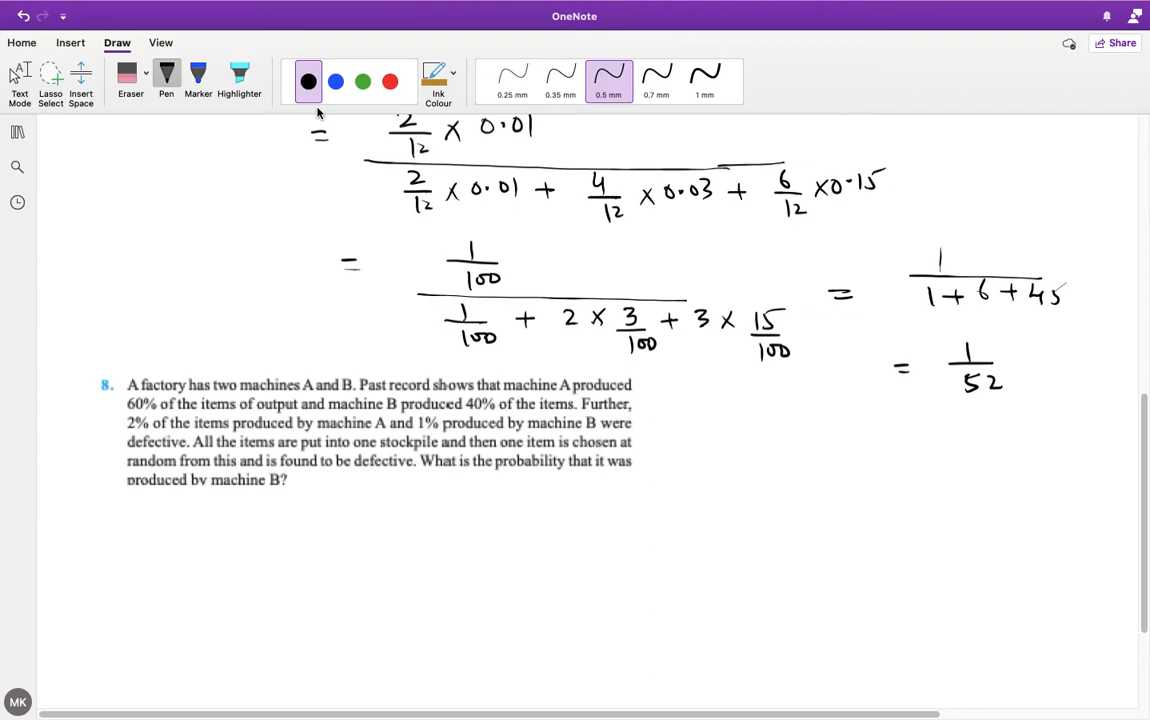 OneNote
Home Insert Draw View
Share
Text Mode
Lasso Select
Insert Space
Eraser
Pen
Marker
Highlighter
Ink Colour
0.25 mm
0.35 mm
0.5 mm
0.7 mm
1 mm
= 2/12 × 0.01
2/12 × 0.01 + 4/12 × 0.03 + 6/12 × 0.15
= 1/100
1/100 + 2 × 3/100 + 3 × 15/100
= 1
1 + 6 + 45
= 1/52
8. A factory has two machines A and B. Past record shows that machine A produced
60% of the items of output and machine B produced 40% of the items. Further,
2% of the items produced by machine A and 1% produced by machine B were
defective. All the items are put into one stockpile and then one item is chosen at
random from this and is found to be defective. What is the probability that it was
produced by machine B?
MK